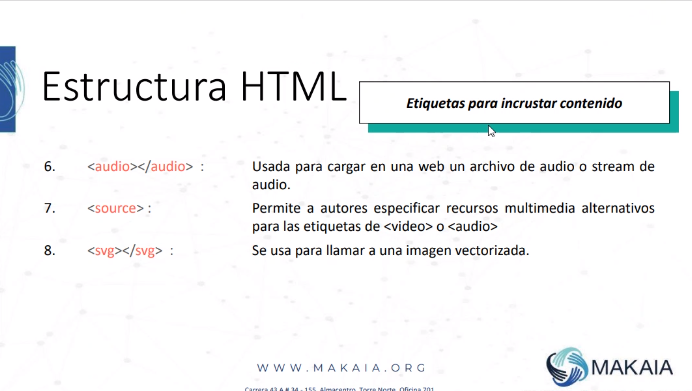 Estructura HTML
Etiquetas para incrustar contenido
6. <audio></audio> : Usada para cargar en una web un archivo de audio o stream de
audio.
7. <source> : Permite a autores especificar recursos multimedia alternativos
para las etiquetas de <video> o <audio>
8. <svg></svg> : Se usa para llamar a una imagen vectorizada.
WWW.MAKAIA.ORG
MAKAIA
Carrera 43 A # 34 - 155. Almacentro. Torre Norte. Oficina 701